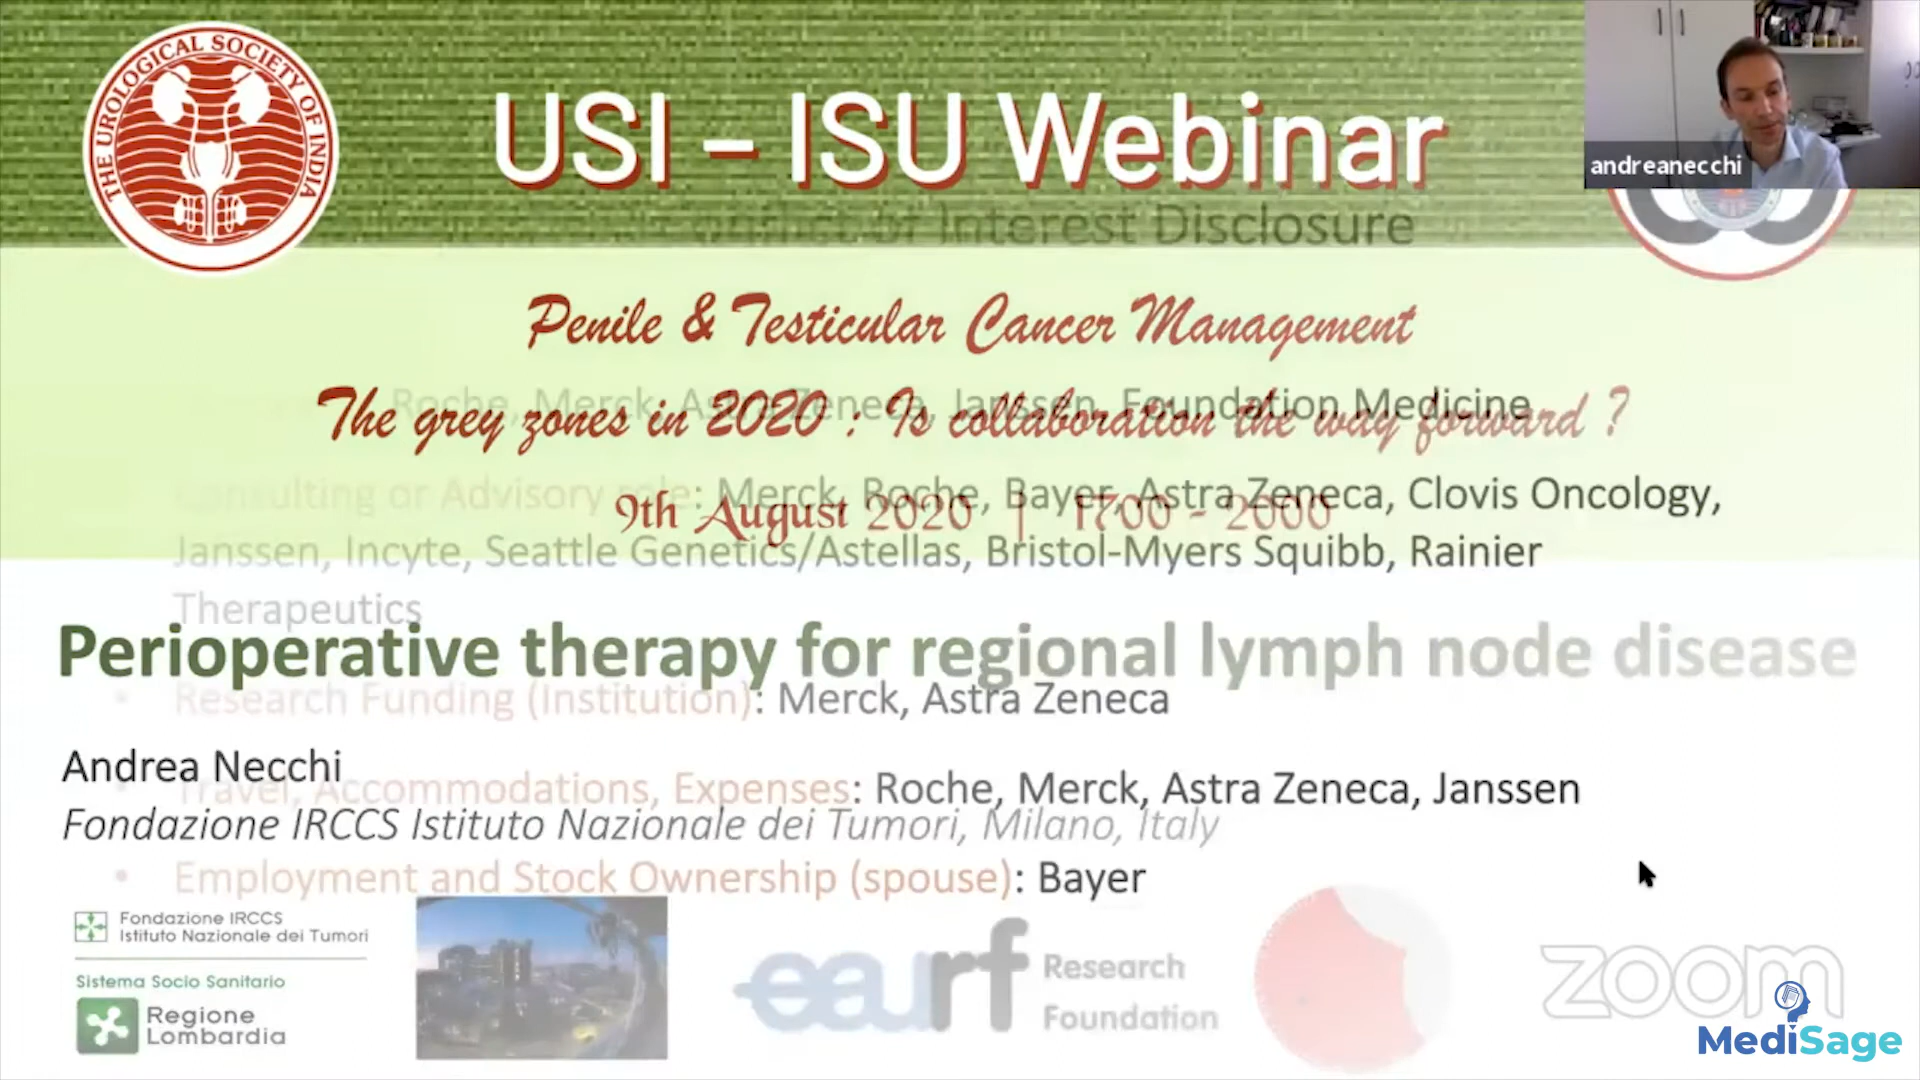 THE UROLOGICAL SOCIETY OF INDIA
USI – ISU Webinar
andreanecchi
Interest Disclosure
Penile & Testicular Cancer Management
Roche, Merck, Astra Zeneca, Janssen, Foundation Medicine
The grey zones in 2020 : Is collaboration the way forward ?
Consulting or Advisory role: Merck, Roche, Bayer, Astra Zeneca, Clovis Oncology,
9th August 2020 | 1700 - 2000
Janssen, Incyte, Seattle Genetics/Astellas, Bristol-Myers Squibb, Rainier
Therapeutics
Perioperative therapy for regional lymph node disease
• Research Funding (Institution): Merck, Astra Zeneca
Andrea Necchi
• Travel, Accommodations, Expenses: Roche, Merck, Astra Zeneca, Janssen
Fondazione IRCCS Istituto Nazionale dei Tumori, Milano, Italy
• Employment and Stock Ownership (spouse): Bayer
Fondazione IRCCS
Istituto Nazionale dei Tumori
Sistema Socio Sanitario
Regione
Lombardia
eaurf
Research
Foundation
zoom
MediSage